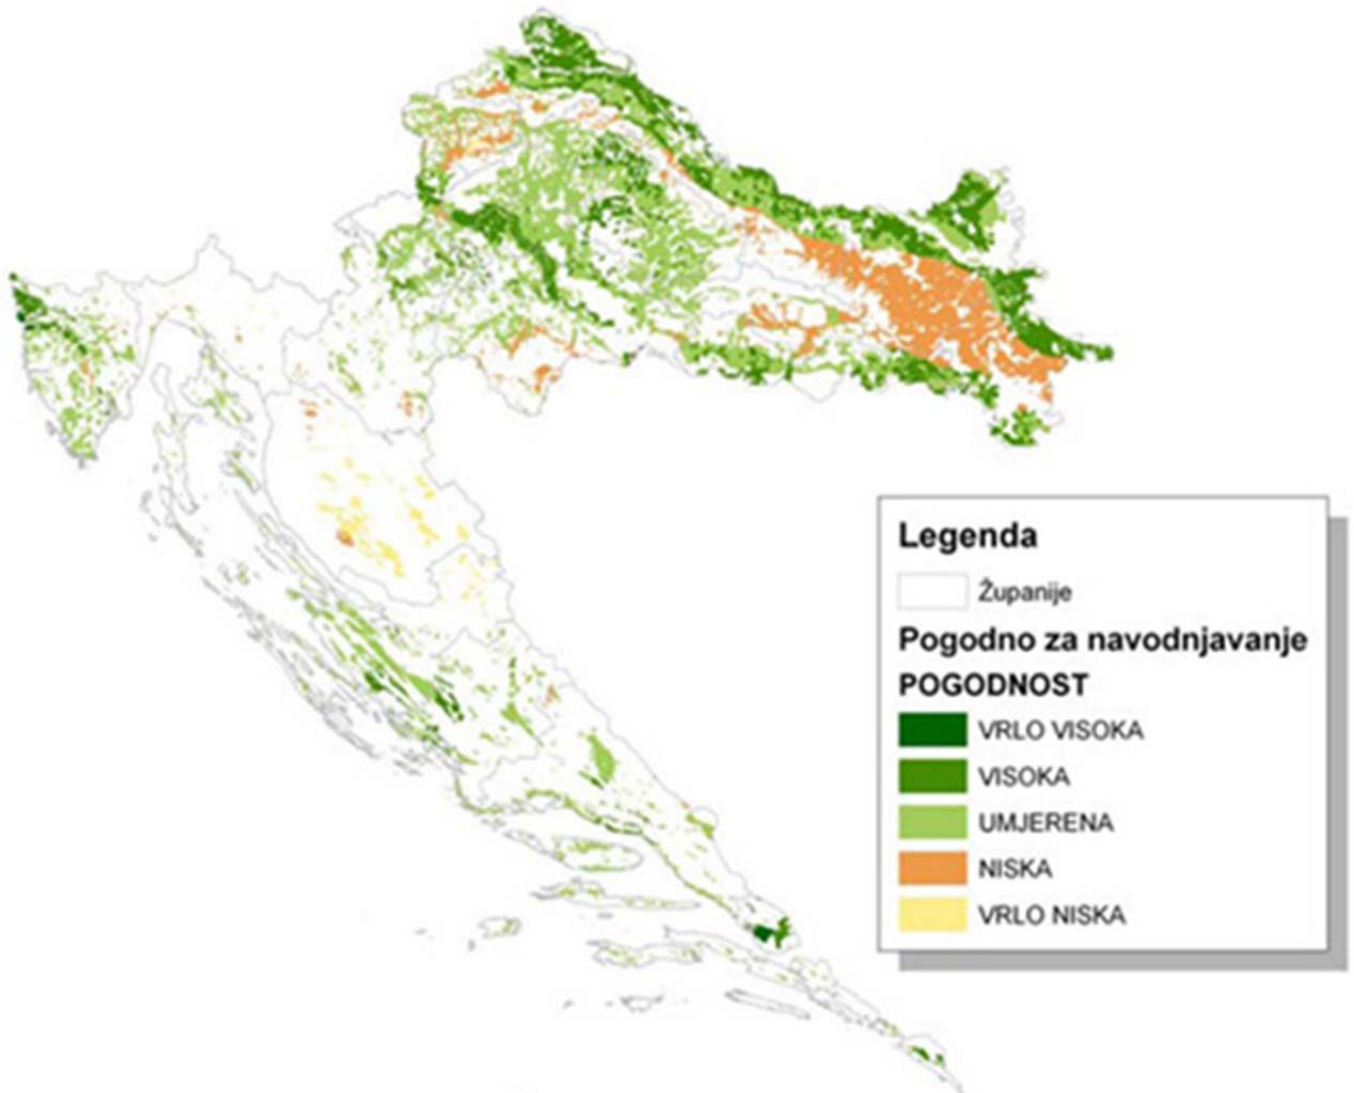 Legenda
Županije
Pogodno za navodnjavanje
POGODNOST
VRLO VISOKA
VISOKA
UMJERENA
NISKA
VRLO NISKA